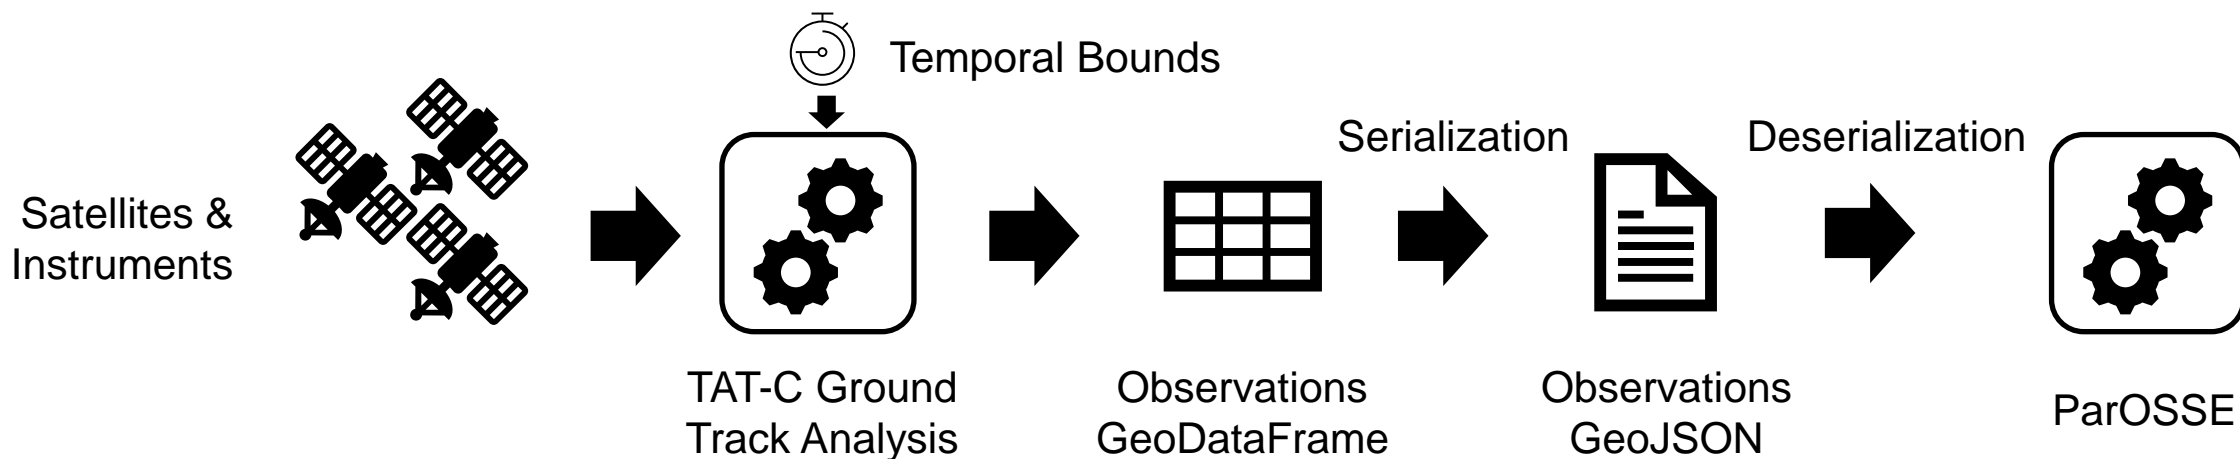 Temporal Bounds
Serialization
Deserialization
Satellites &
Instruments
TAT-C Ground
Track Analysis
Observations
GeoDataFrame
Observations
GeoJSON
ParOSSE